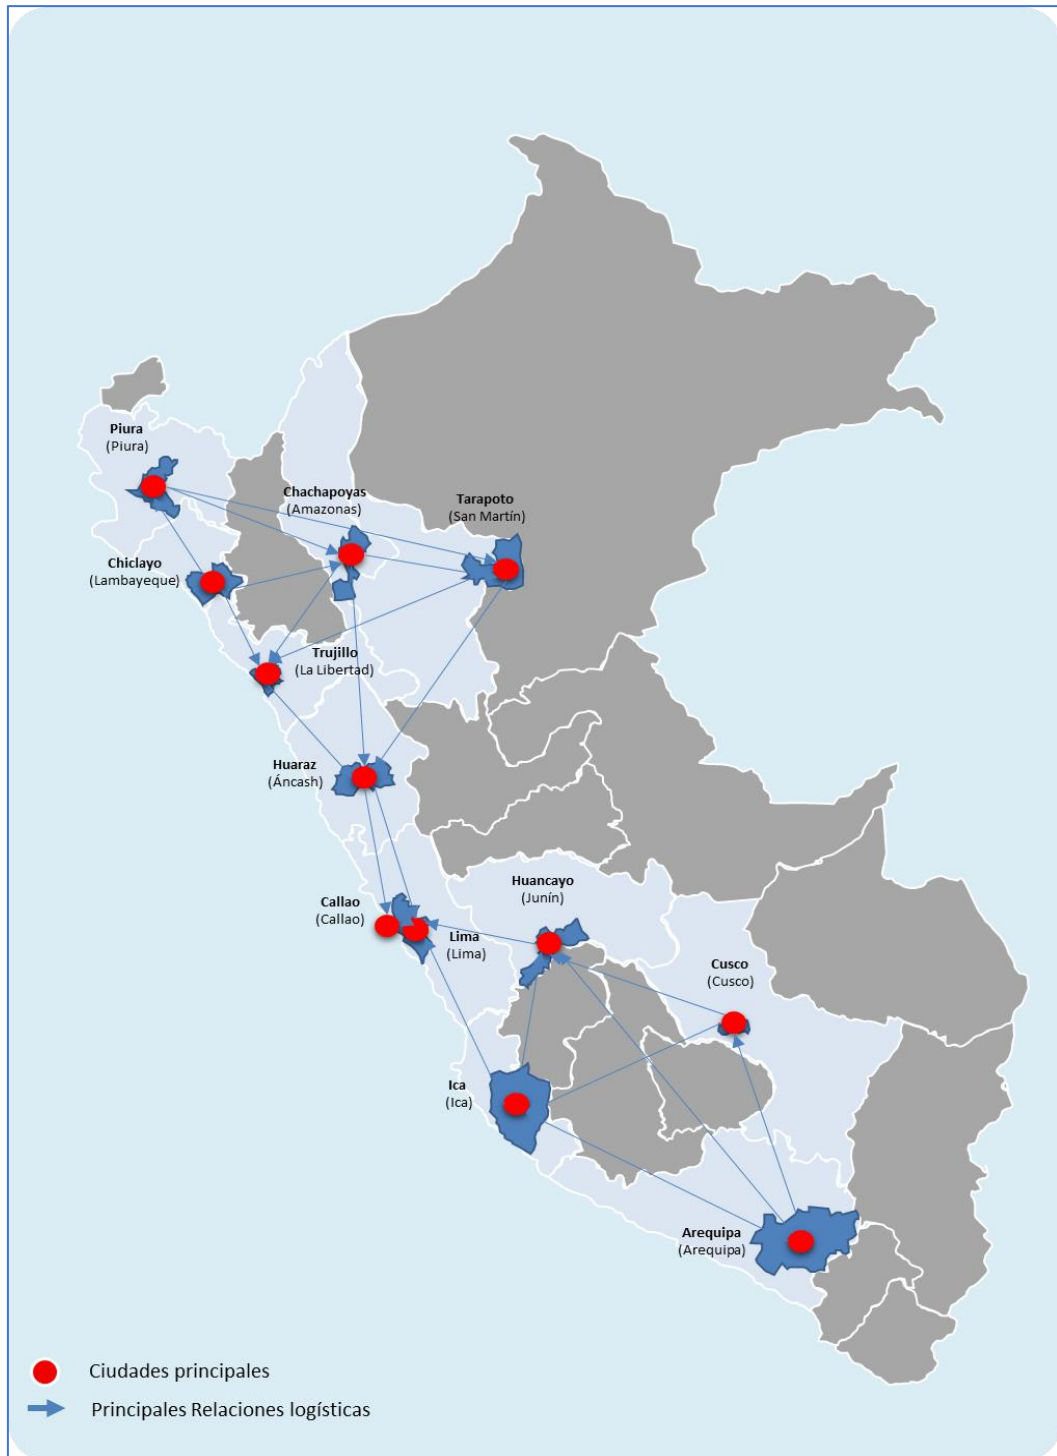 Piura
(Piura)
Chachapoyas
(Amazonas)
Tarapoto
(San Martín)
Chiclayo
(Lambayeque)
Trujillo
(La Libertad)
Huaraz
(Áncash)
Huancayo
(Junín)
Callao
(Callao)
Lima
(Lima)
Cusco
(Cusco)
Ica
(Ica)
Arequipa
(Arequipa)
Ciudades principales
Principales Relaciones logísticas